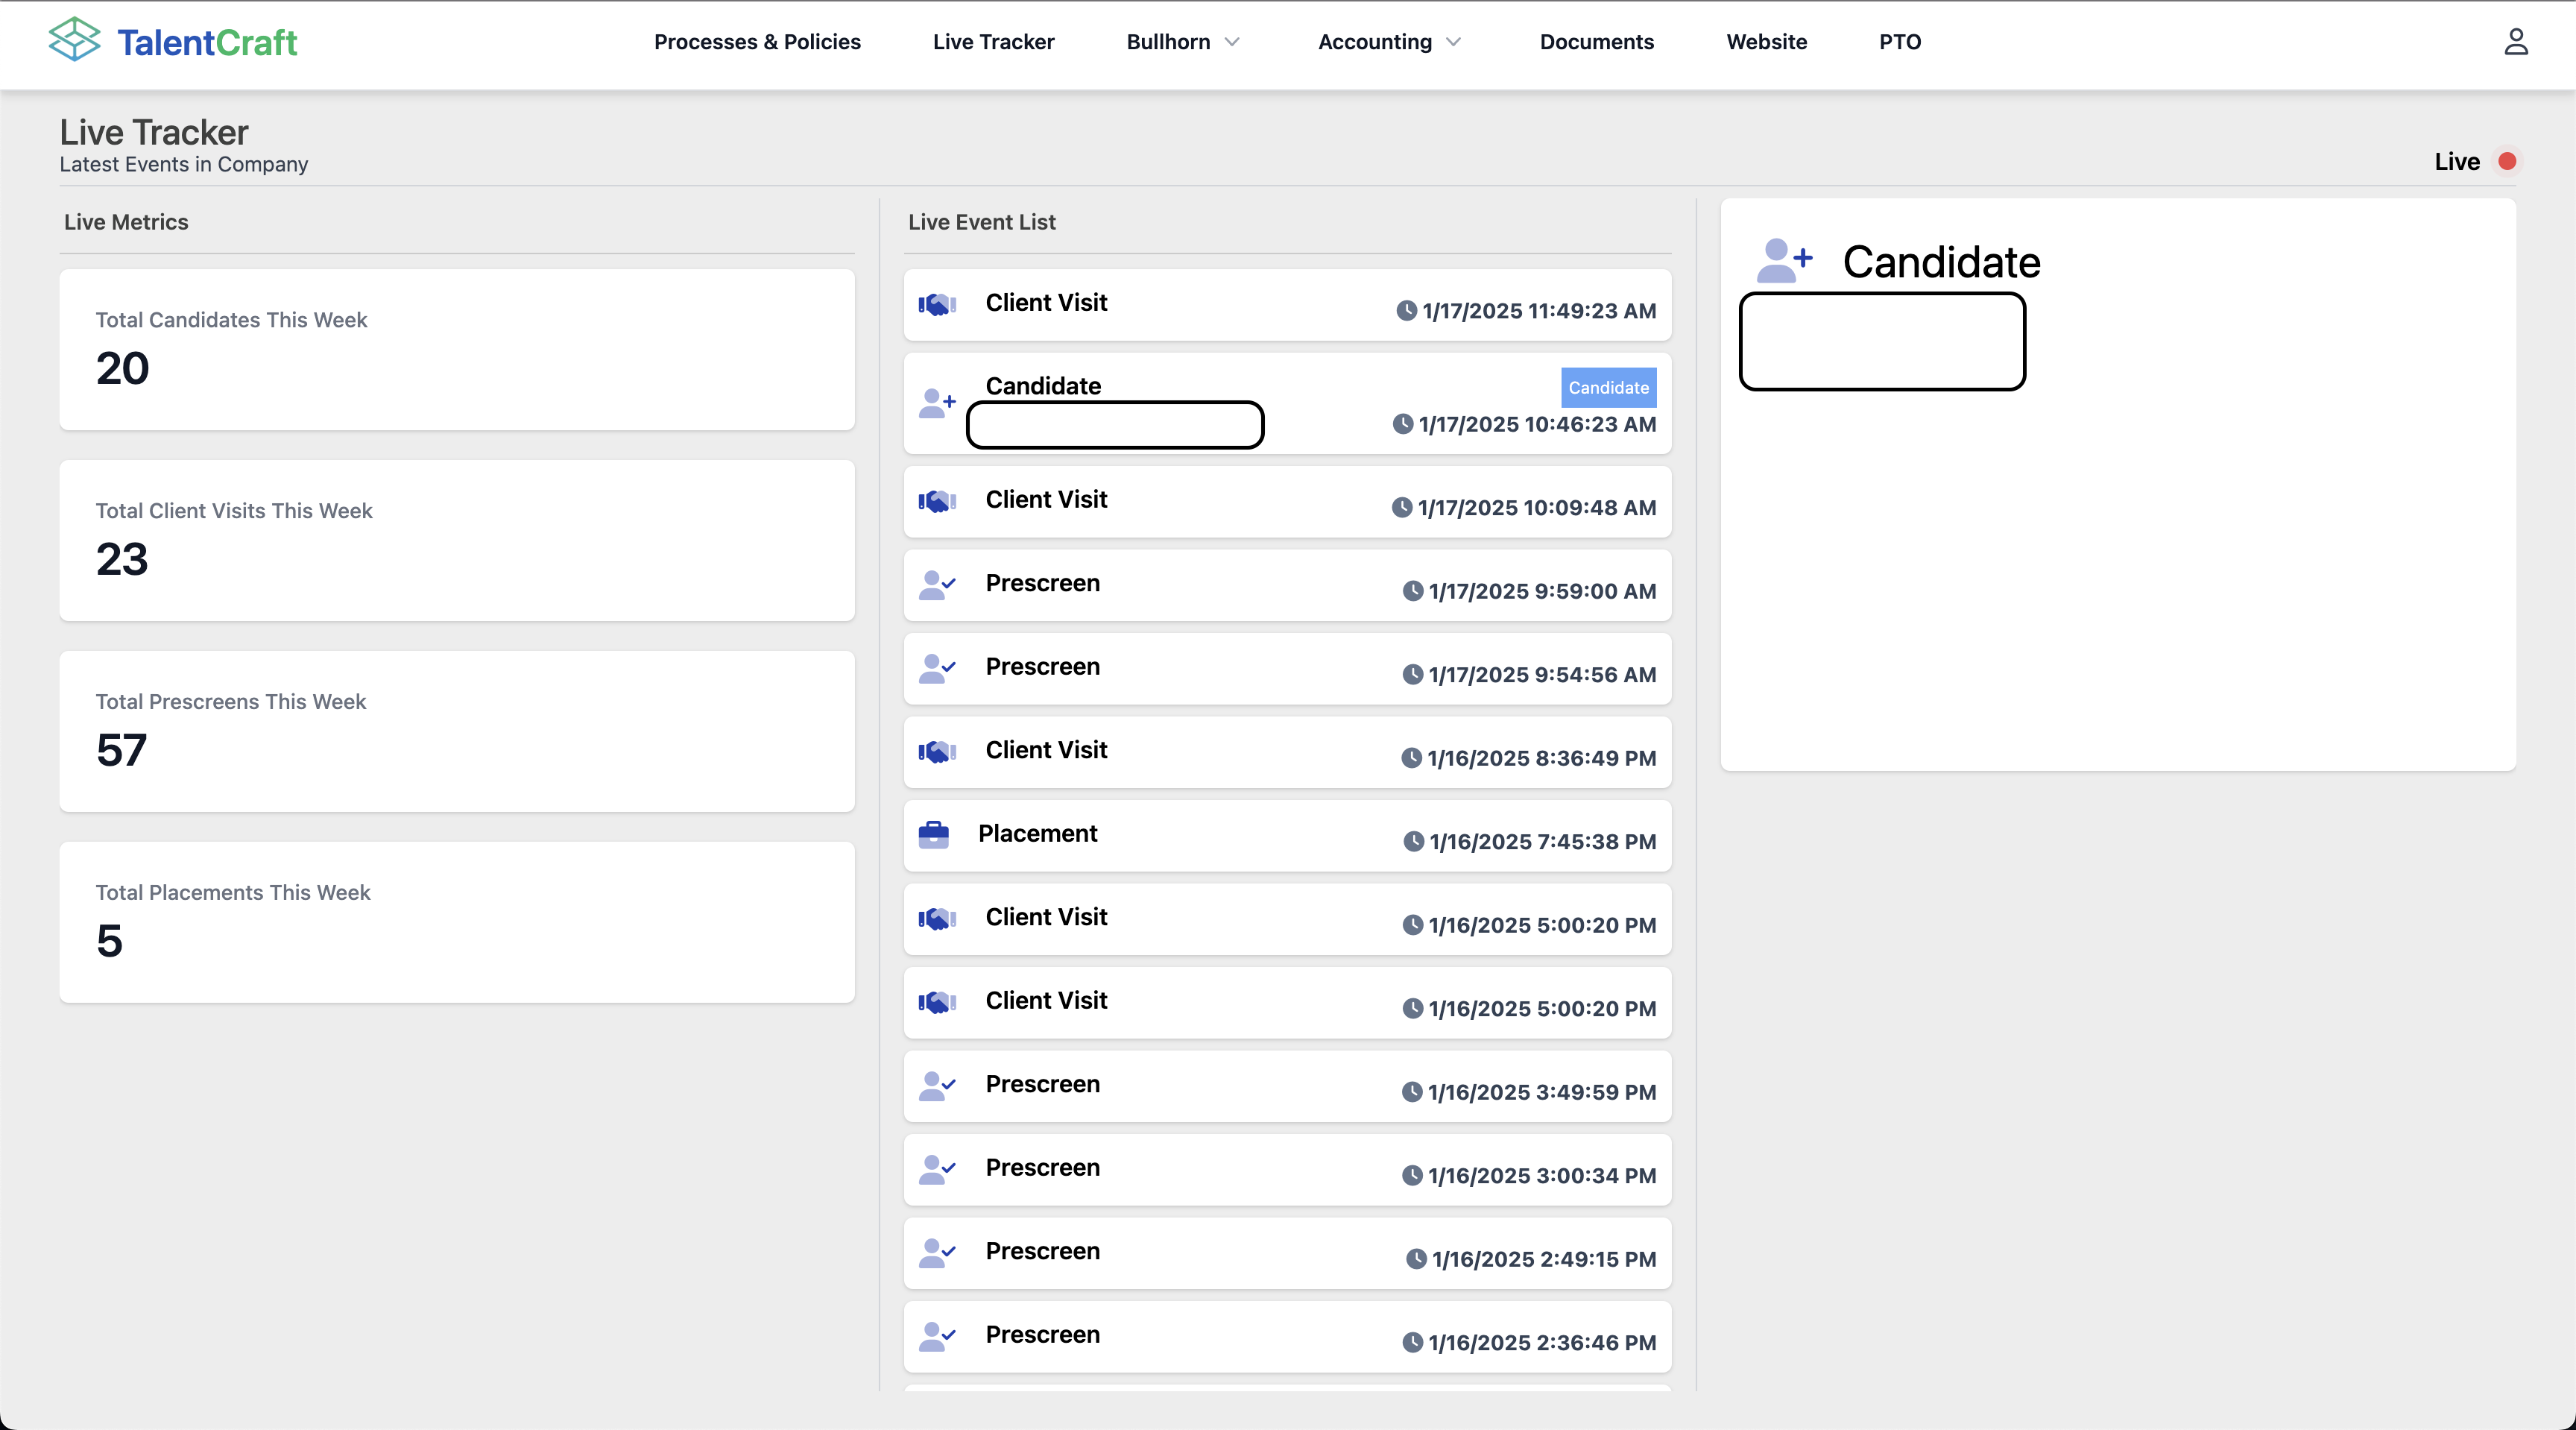 TalentCraft
Processes & Policies
Live Tracker
Bullhorn
Accounting
Documents
Website
PTO
Live Tracker
Latest Events in Company
Live
Live Metrics
Total Candidates This Week
20
Total Client Visits This Week
23
Total Prescreens This Week
57
Total Placements This Week
5
Live Event List
Client Visit
1/17/2025 11:49:23 AM
Candidate
Candidate
1/17/2025 10:46:23 AM
Client Visit
1/17/2025 10:09:48 AM
Prescreen
1/17/2025 9:59:00 AM
Prescreen
1/17/2025 9:54:56 AM
Client Visit
1/16/2025 8:36:49 PM
Placement
1/16/2025 7:45:38 PM
Client Visit
1/16/2025 5:00:20 PM
Client Visit
1/16/2025 5:00:20 PM
Prescreen
1/16/2025 3:49:59 PM
Prescreen
1/16/2025 3:00:34 PM
Prescreen
1/16/2025 2:49:15 PM
Prescreen
1/16/2025 2:36:46 PM
Candidate